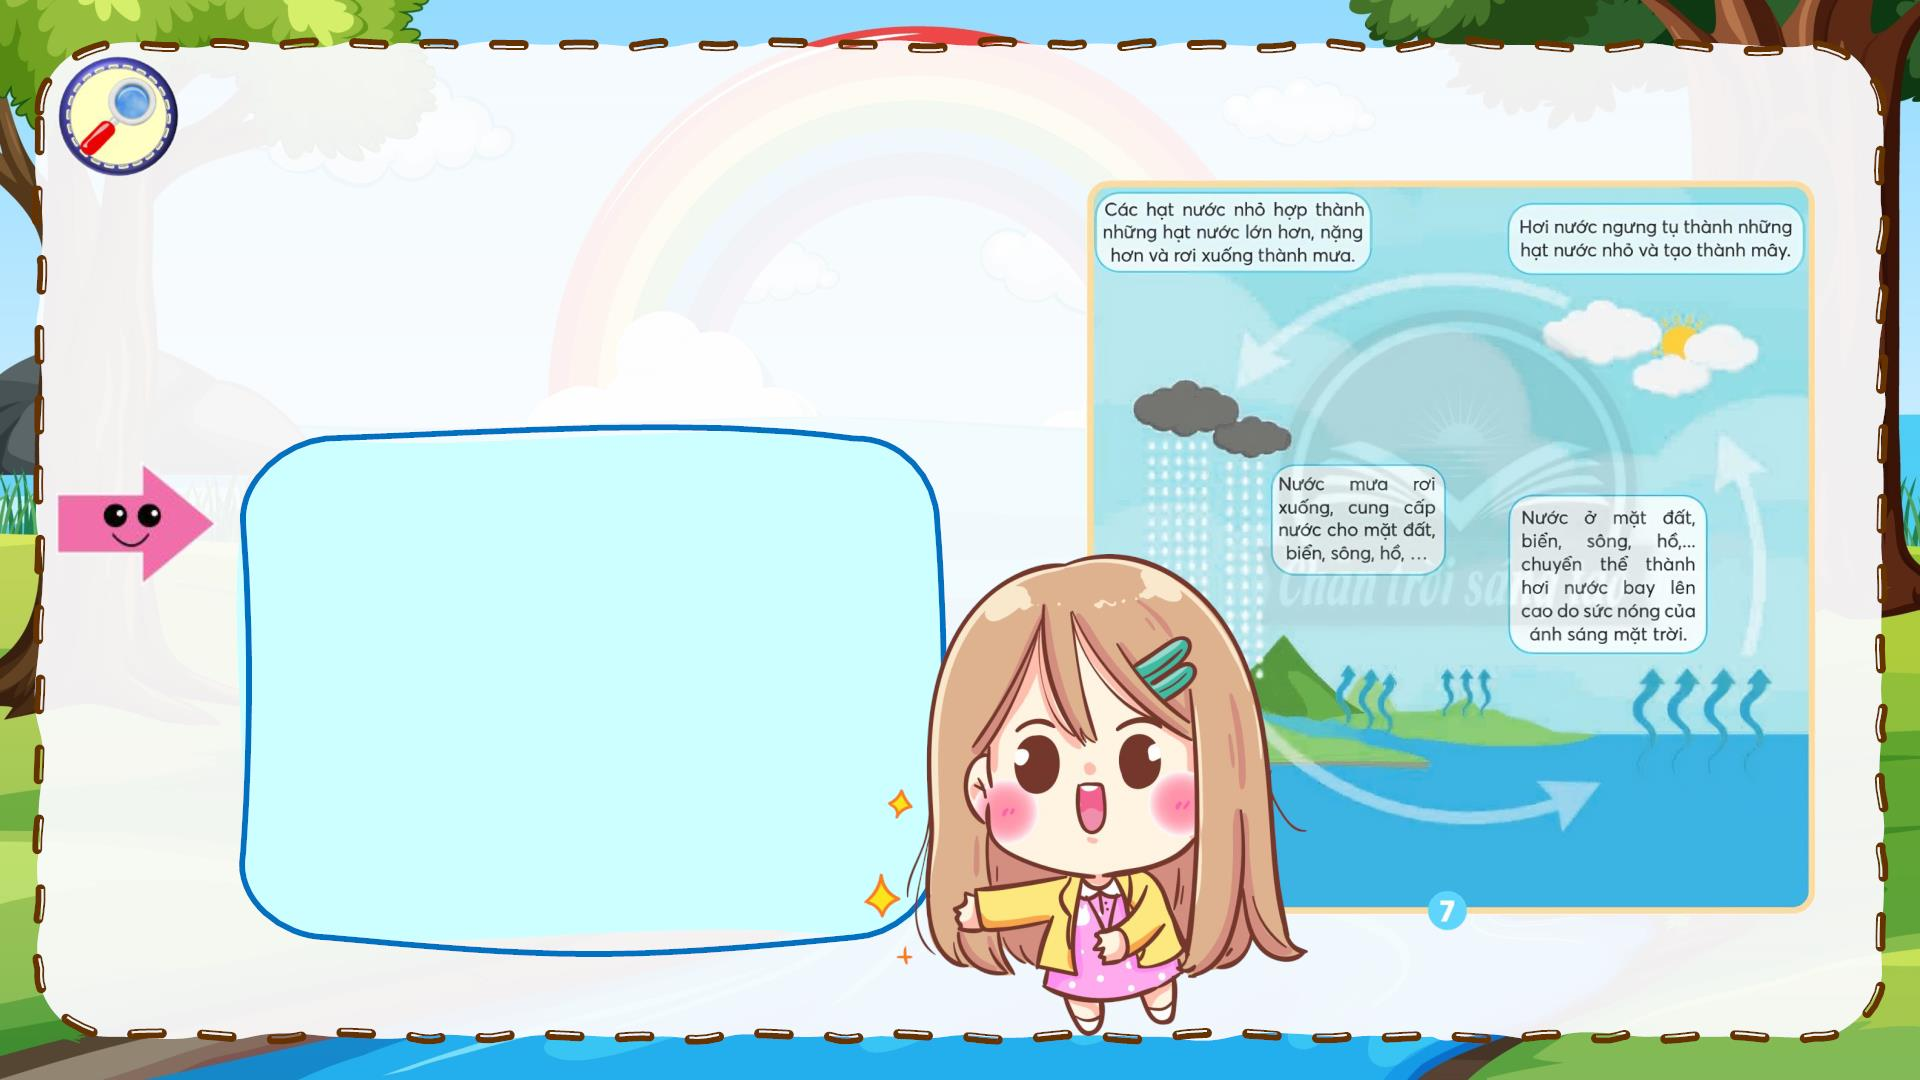 Các hạt nước nhỏ hợp thành
những hạt nước lớn hơn, nặng
hơn và rơi xuống thành mưa.
Hơi nước ngưng tụ thành những
hạt nước nhỏ và tạo thành mây.
Nước mưa rơi
xuống, cung cấp
nước cho mặt đất,
biển, sông, hồ, …
Nước ở mặt đất,
biển, sông, hồ,...
chuyển thể thành
hơi nước bay lên
cao do sức nóng của
ánh sáng mặt trời.
Chân trời sáng
7